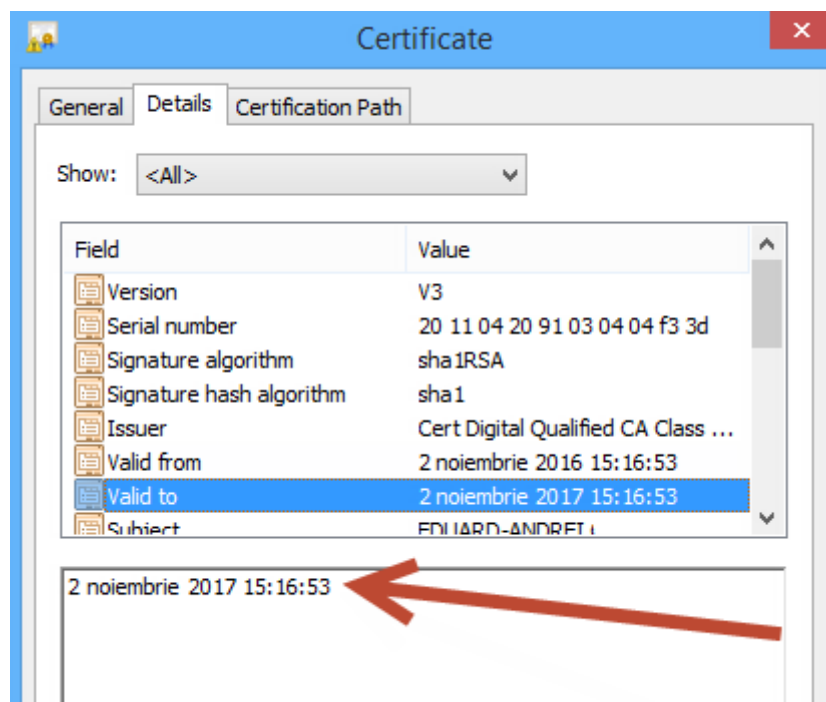 Certificate
General Details Certification Path
Show: <All>
Field Value
Version V3
Serial number 20 11 04 20 91 03 04 04 f3 3d
Signature algorithm sha1RSA
Signature hash algorithm sha1
Issuer Cert Digital Qualified CA Class ...
Valid from 2 noiembrie 2016 15:16:53
Valid to 2 noiembrie 2017 15:16:53
Subject EDUARD-ANDREI
2 noiembrie 2017 15:16:53